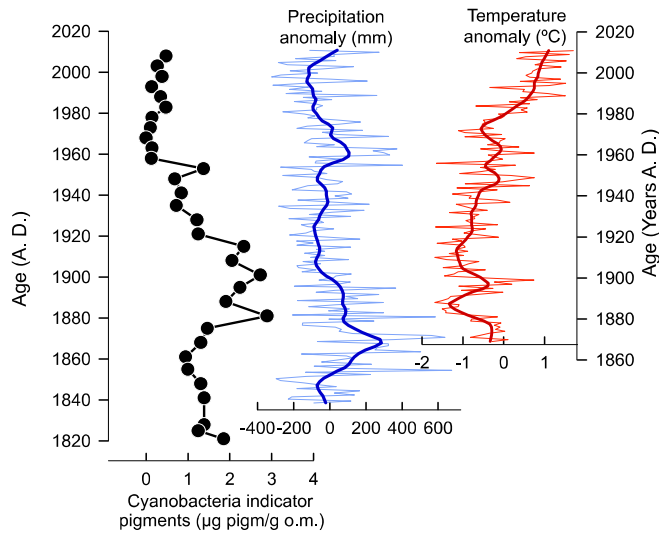 Precipitation
anomaly (mm)
Temperature
anomaly (ºC)
Age (A. D.)
2020
2000
1980
1960
1940
1920
1900
1880
1860
1840
1820
Age (Years A. D.)
2020
2000
1980
1960
1940
1920
1900
1880
1860
-2 -1 0 1
-400 -200 0 200 400 600
0 1 2 3 4
Cyanobacteria indicator
pigments (µg pigm/g o.m.)